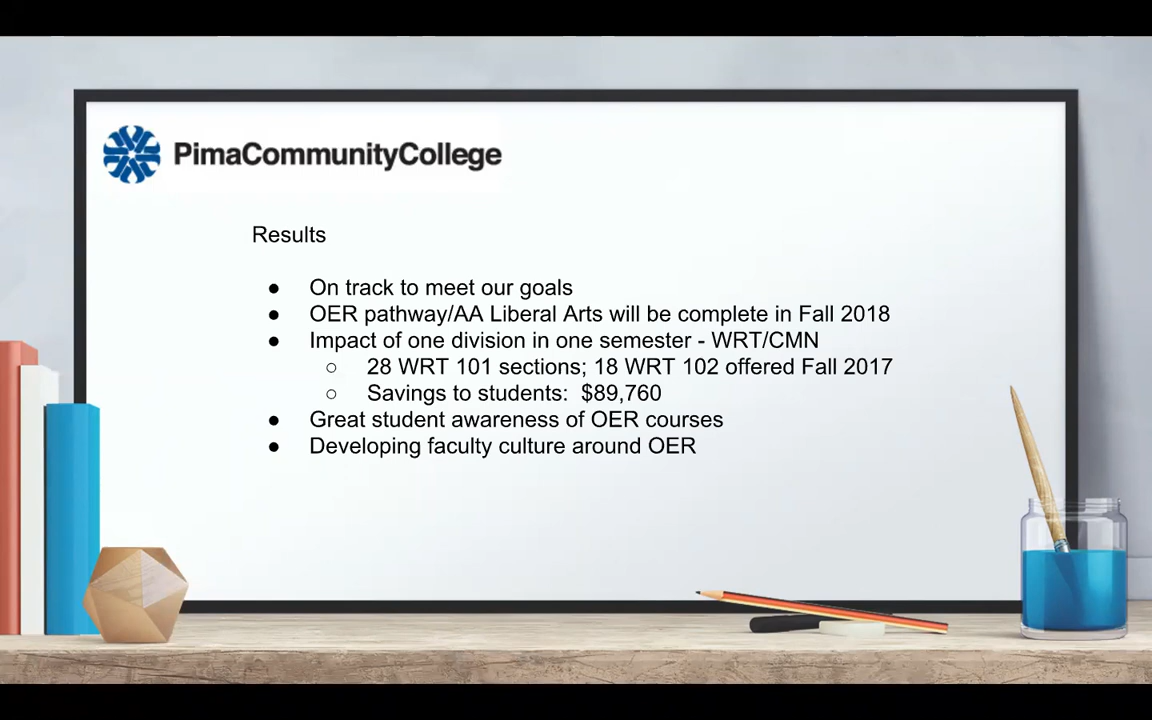 PimaCommunityCollege
Results
● On track to meet our goals
● OER pathway/AA Liberal Arts will be complete in Fall 2018
● Impact of one division in one semester - WRT/CMN
○ 28 WRT 101 sections; 18 WRT 102 offered Fall 2017
○ Savings to students:  $89,760
● Great student awareness of OER courses
● Developing faculty culture around OER